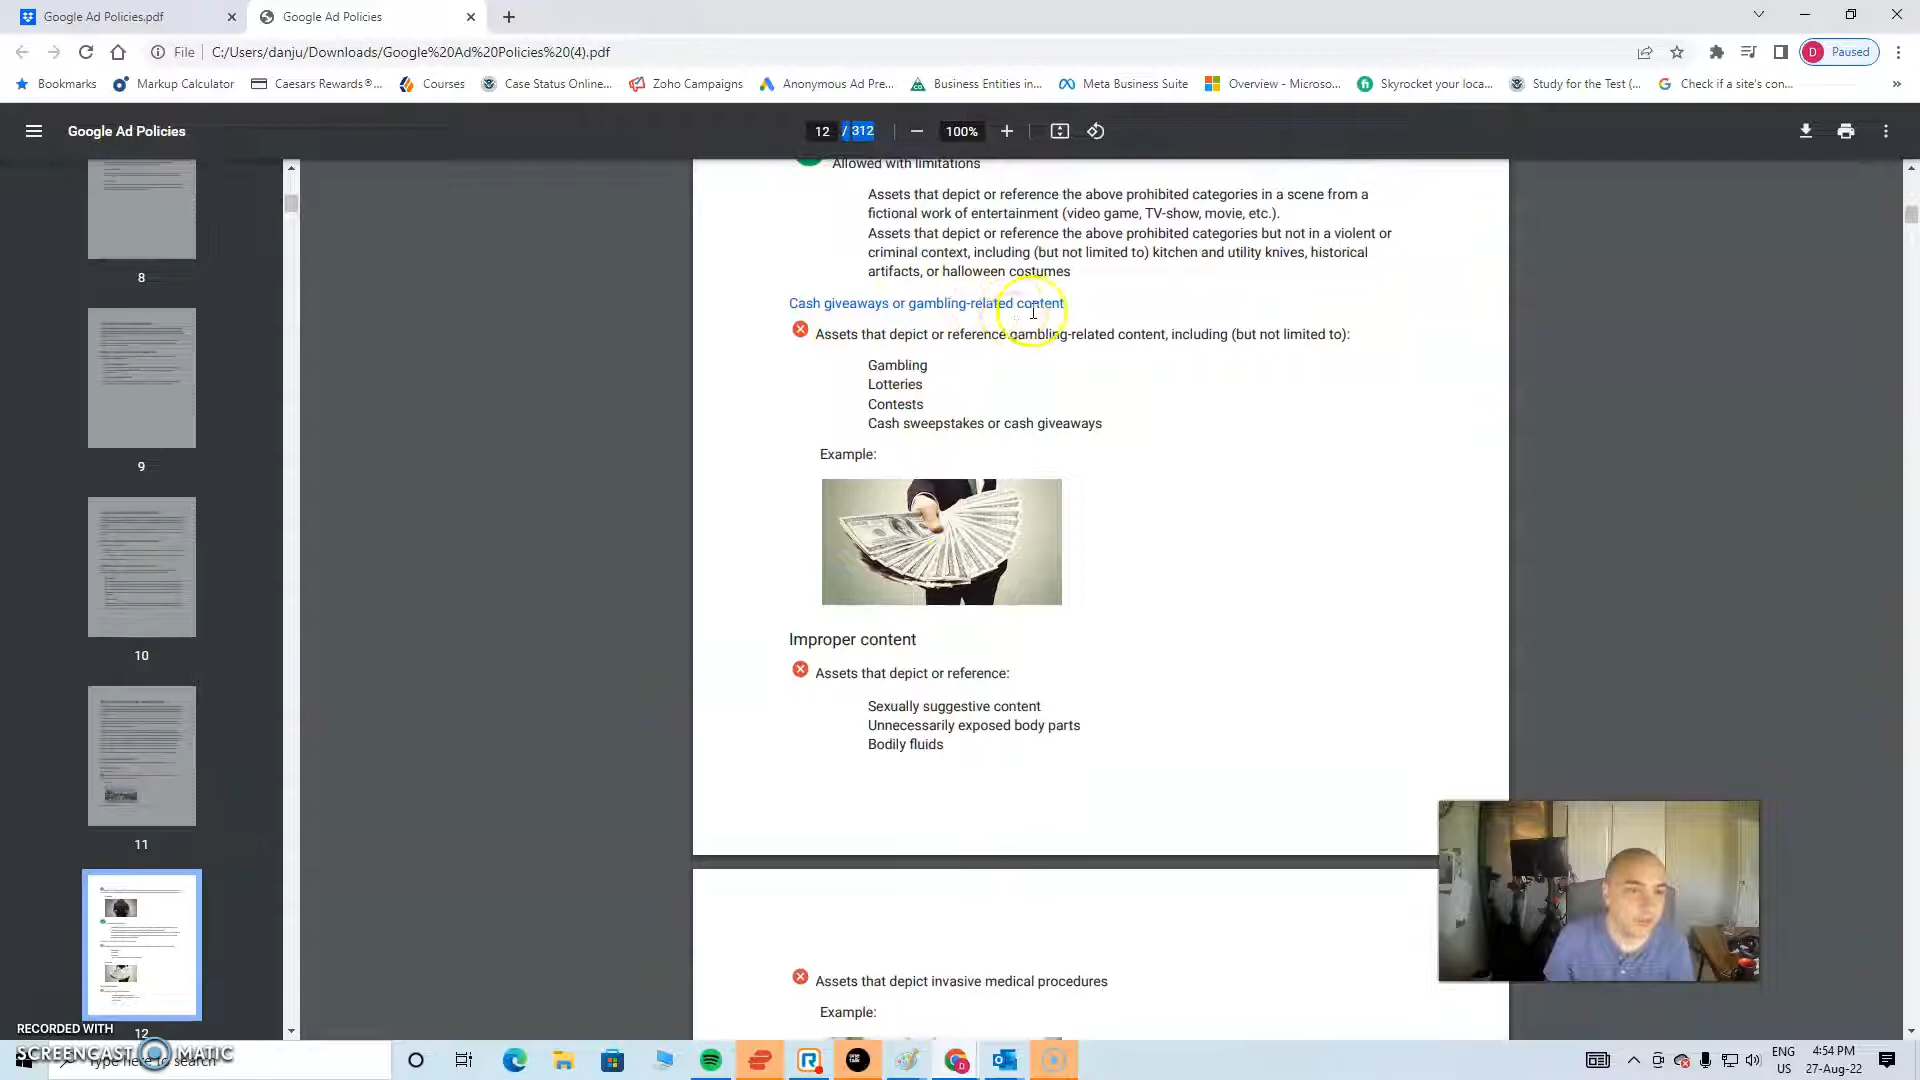 Google Ad Policies.pdf
Google Ad Policies
File
C:/Users/danju/Downloads/Google%20Ad%20Policies%20(4).pdf
D Paused
Bookmarks
Markup Calculator
Caesars Rewards®...
Courses
Case Status Online...
Zoho Campaigns
Anonymous Ad Pre...
Business Entities in...
Meta Business Suite
Overview - Microso...
Skyrocket your loca...
Study for the Test (...
Check if a site's con...
Google Ad Policies
12 / 312
100%
8
9
10
11
12
Allowed with limitations
Assets that depict or reference the above prohibited categories in a scene from a
fictional work of entertainment (video game, TV-show, movie, etc.).
Assets that depict or reference the above prohibited categories but not in a violent or
criminal context, including (but not limited to) kitchen and utility knives, historical
artifacts, or halloween costumes
Cash giveaways or gambling-related content
Assets that depict or reference gambling-related content, including (but not limited to):
Gambling
Lotteries
Contests
Cash sweepstakes or cash giveaways
Example:
Improper content
Assets that depict or reference:
Sexually suggestive content
Unnecessarily exposed body parts
Bodily fluids
Assets that depict invasive medical procedures
Example:
RECORDED WITH
SCREENCAST MATIC
Type here to search
ENG
US
4:54 PM
27-Aug-22